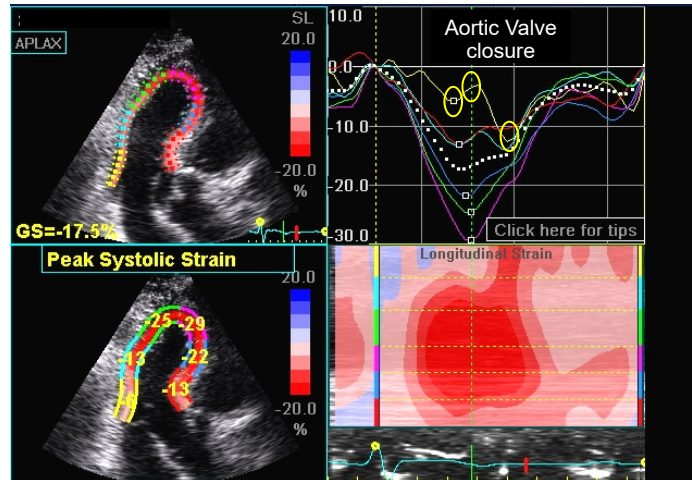 :
SL
APLAX
20.0
-20.0
%
GS=-17.5%
10.0
Aortic Valve
closure
0.0
-10.0
-20.0
-30.0
Click here for tips
Peak Systolic Strain
20.0
-25
-29
-13
-22
-13
-6
-20.0
%
Longitudinal Strain